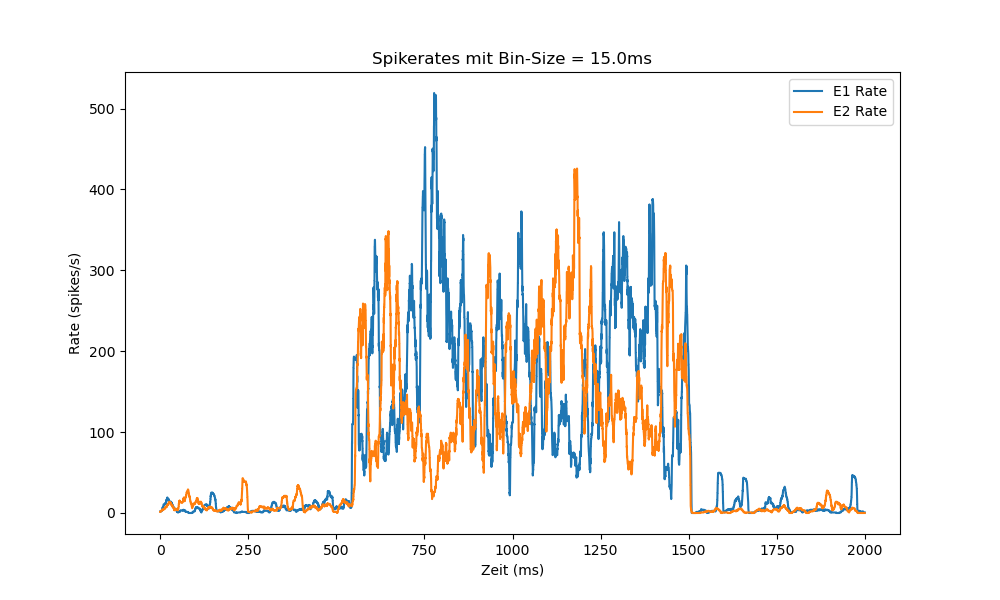 Spikerates mit Bin-Size = 15.0ms
E1 Rate
E2 Rate
500
400
300
200
100
0
Rate (spikes/s)
0 250 500 750 1000 1250 1500 1750 2000
Zeit (ms)